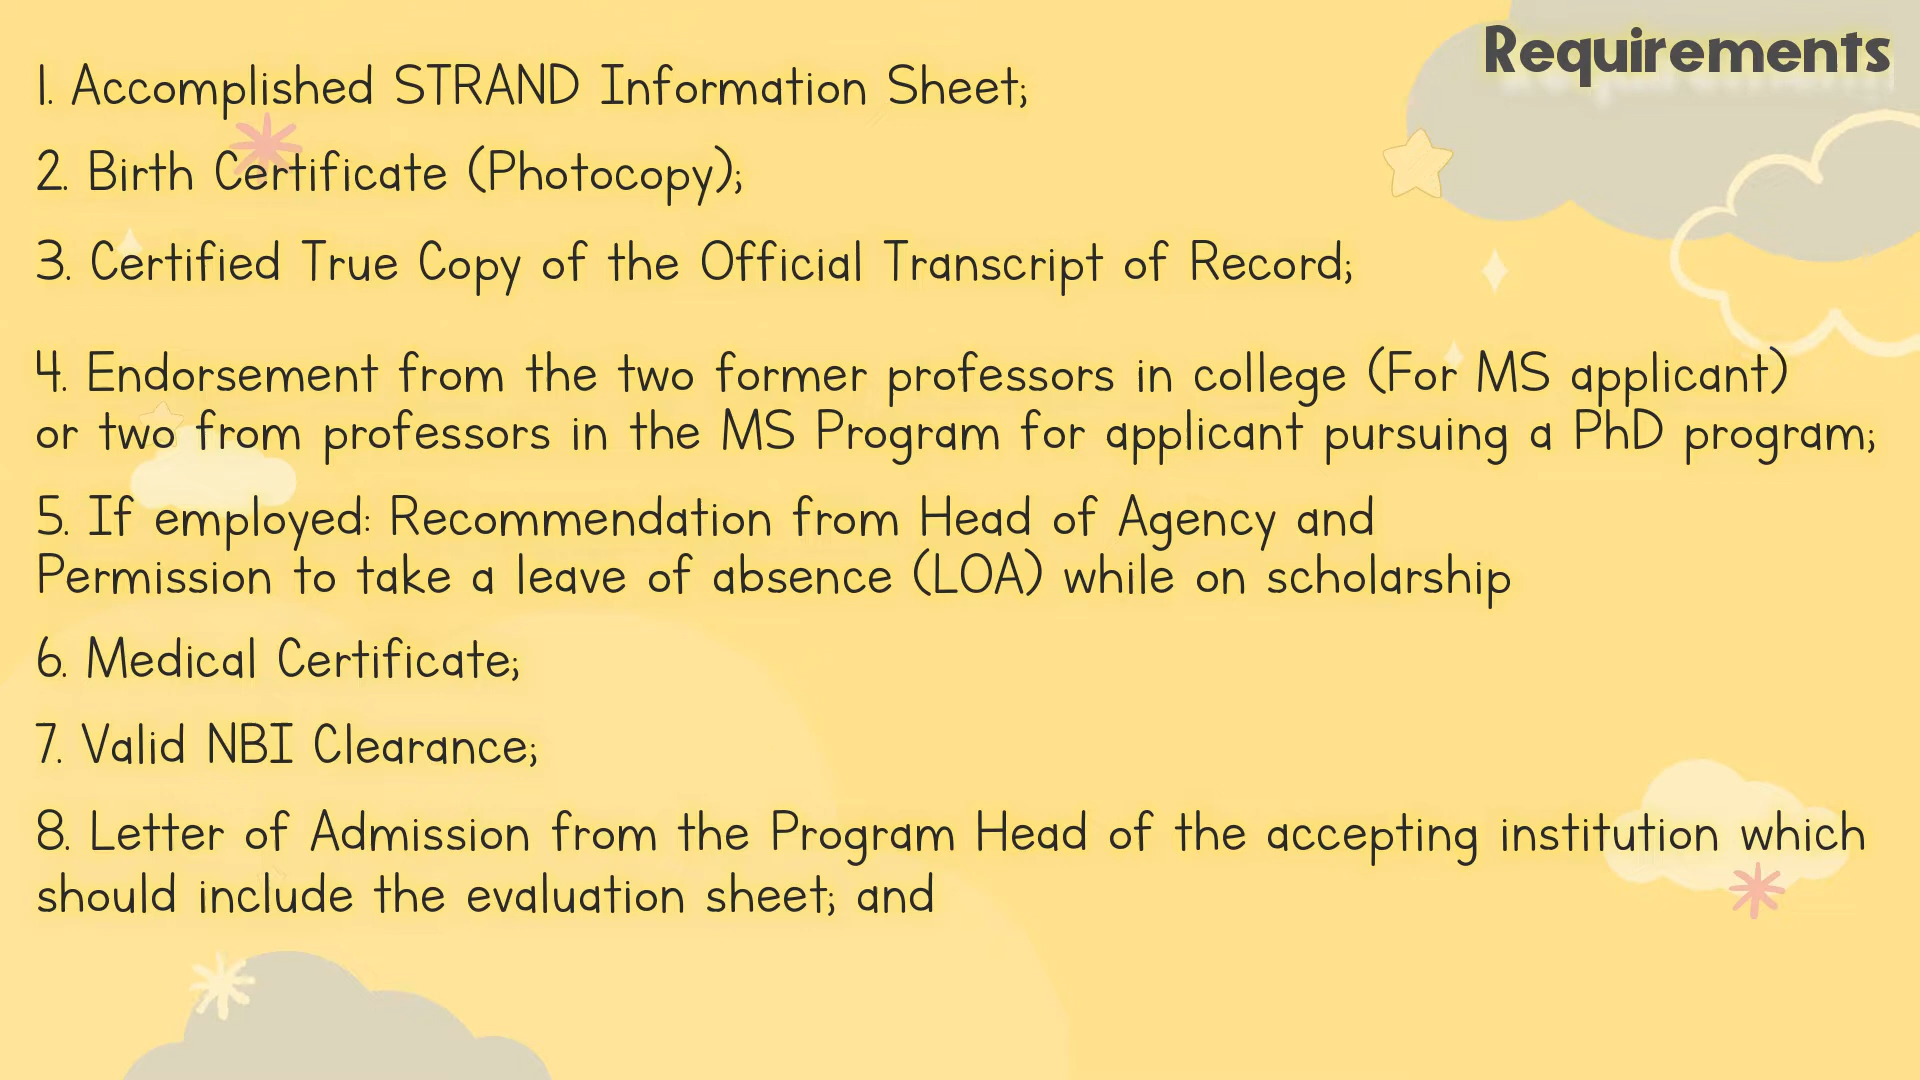 Requirements
1. Accomplished STRAND Information Sheet;
2. Birth Certificate (Photocopy);
3. Certified True Copy of the Official Transcript of Record;
4. Endorsement from the two former professors in college (For MS applicant)
or two from professors in the MS Program for applicant pursuing a PhD program;
5. If employed: Recommendation from Head of Agency and
Permission to take a leave of absence (LOA) while on scholarship
6. Medical Certificate;
7. Valid NBI Clearance;
8. Letter of Admission from the Program Head of the accepting institution which
should include the evaluation sheet; and